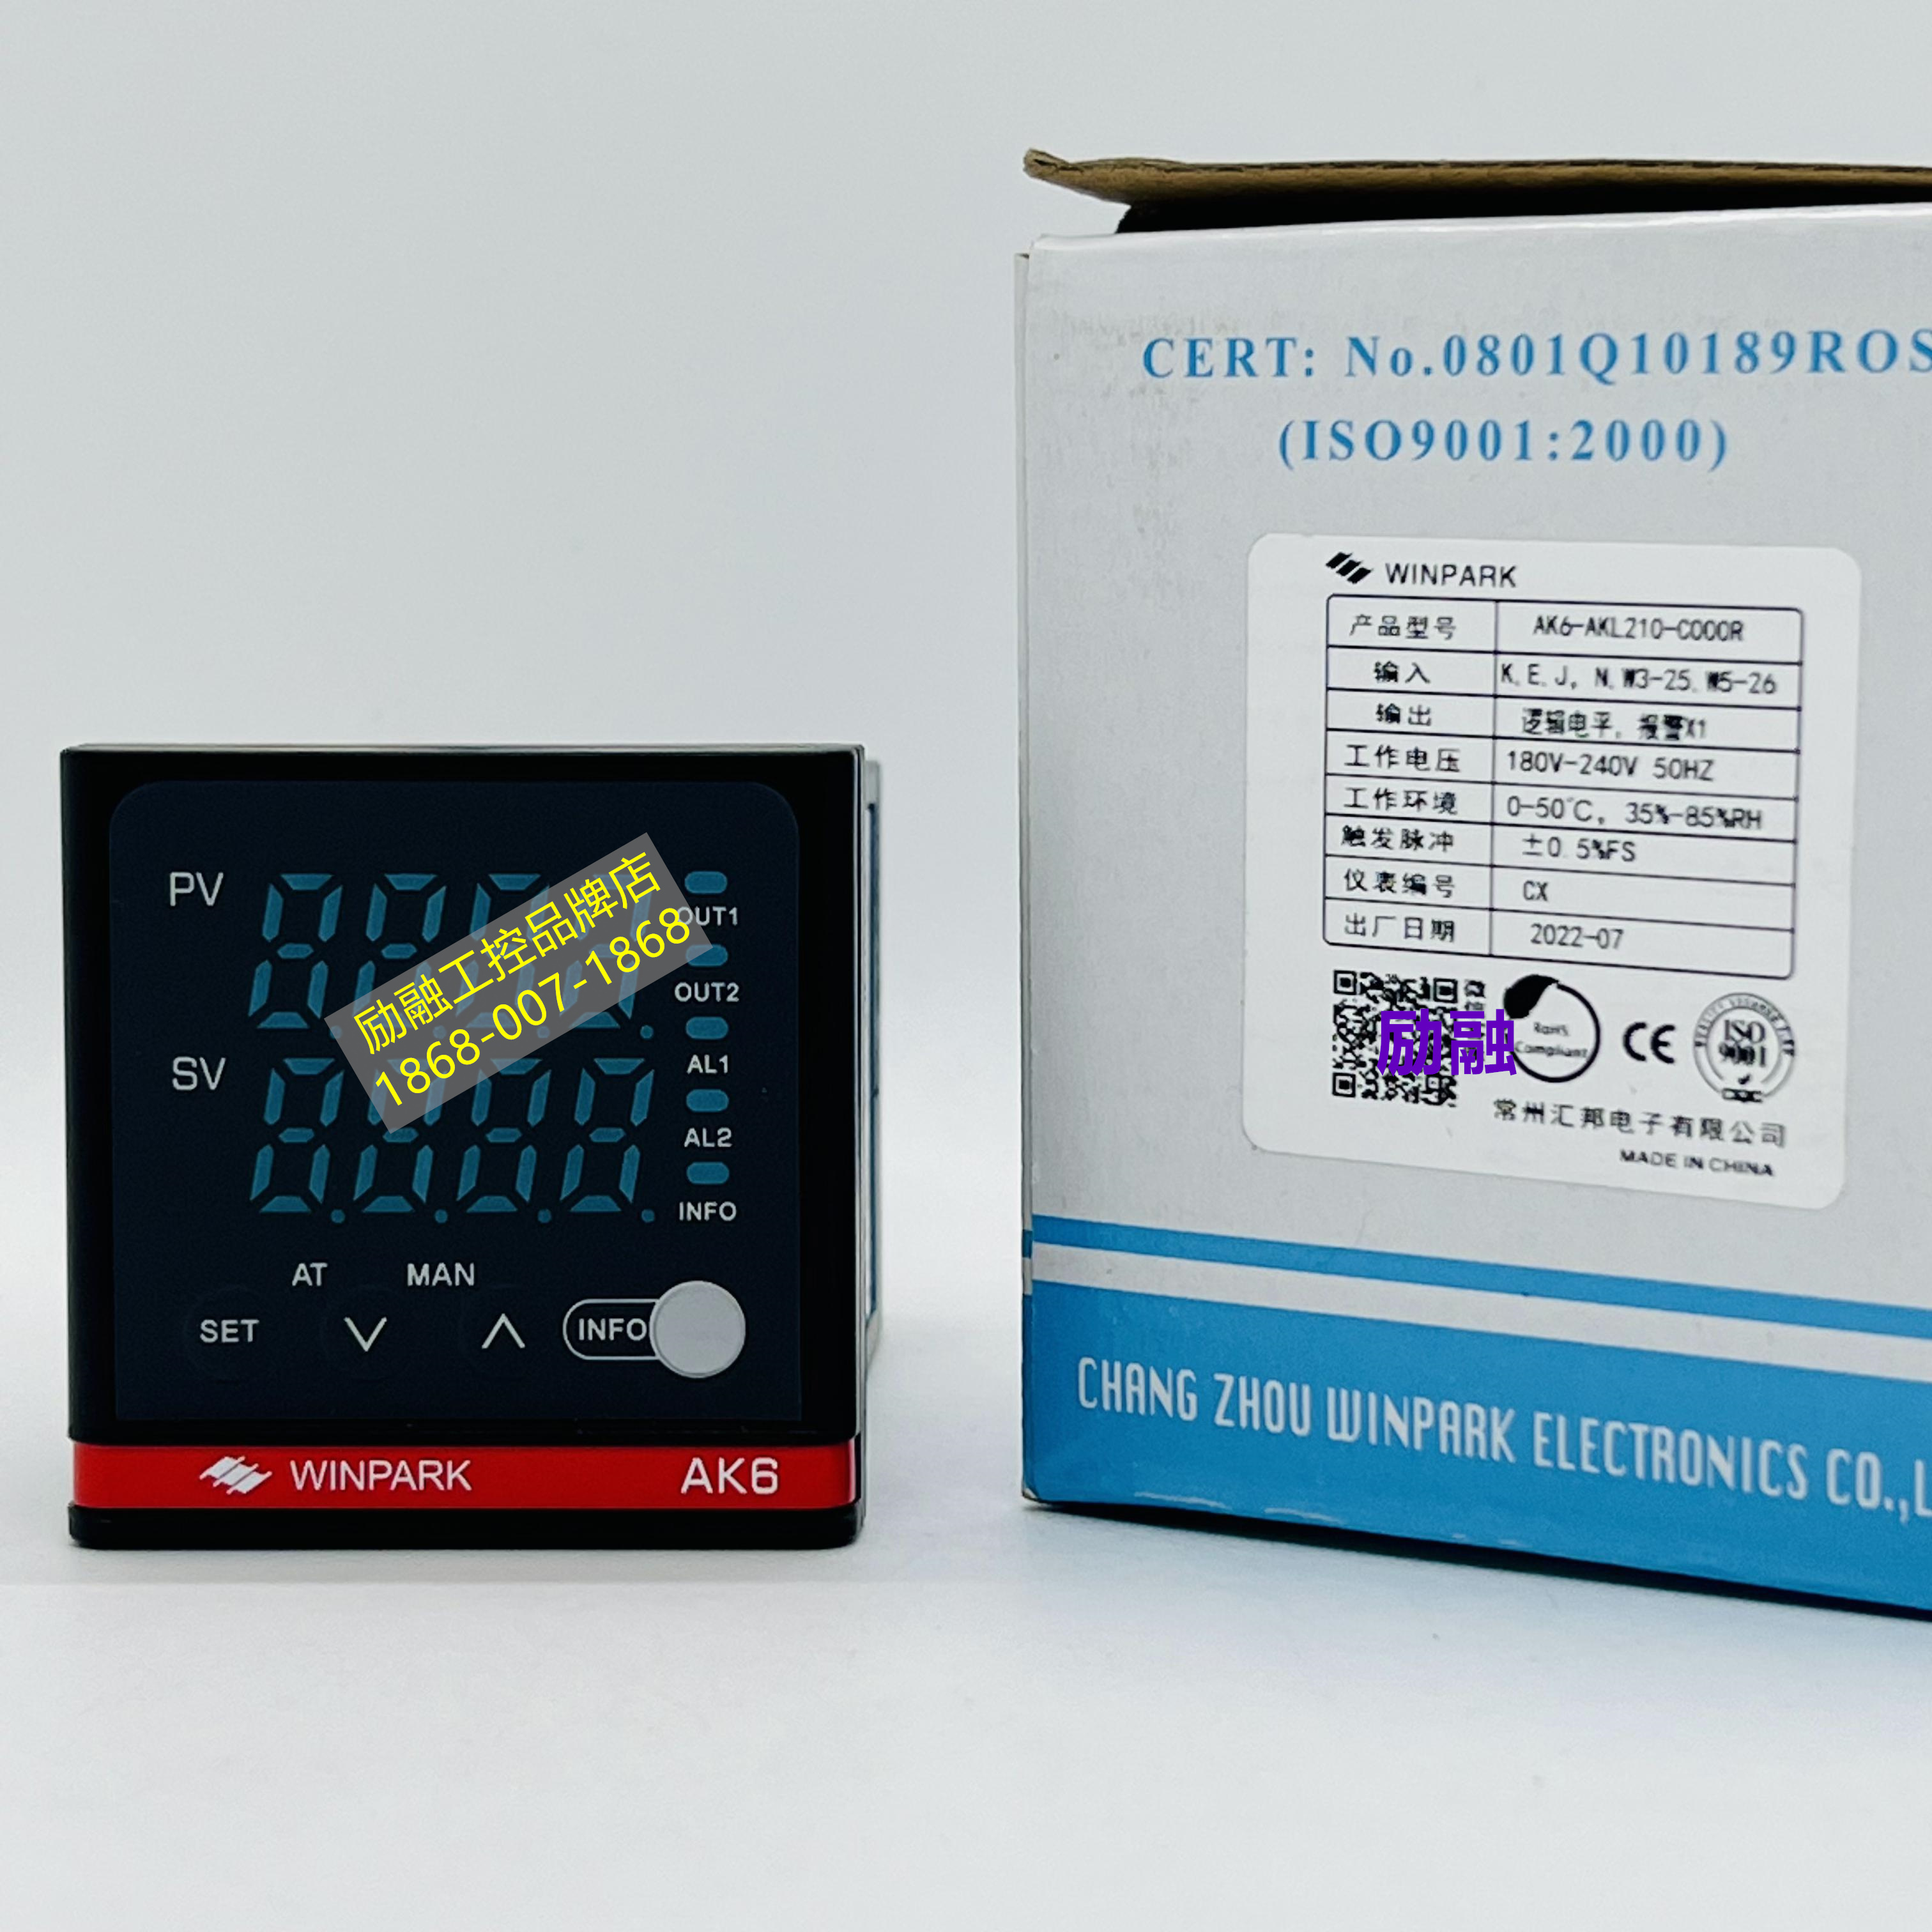 PV
OUT1
OUT2
SV
AL1
AL2
INFO
AT MAN
SET INFO
WINPARK AK6
励融工控品牌店
1868-007-1868
CERT: No.0801Q10189ROS
(ISO9001:2000)
WINPARK
产品型号 AK6-AKL210-C000R
输入 K. E. J, N. W3-25. W5-26
输出 逻辑电平, 报警X1
工作电压 180V-240V 50HZ
工作环境 0-50℃, 35%-85%RH
触发脉冲 ±0.5%FS
仪表编号 CX
出厂日期 2022-07
励融
RoHS
Compliant
CE
ISO
9001
常州汇邦电子有限公司
MADE IN CHINA
CHANG ZHOU WINPARK ELECTRONICS CO.,L